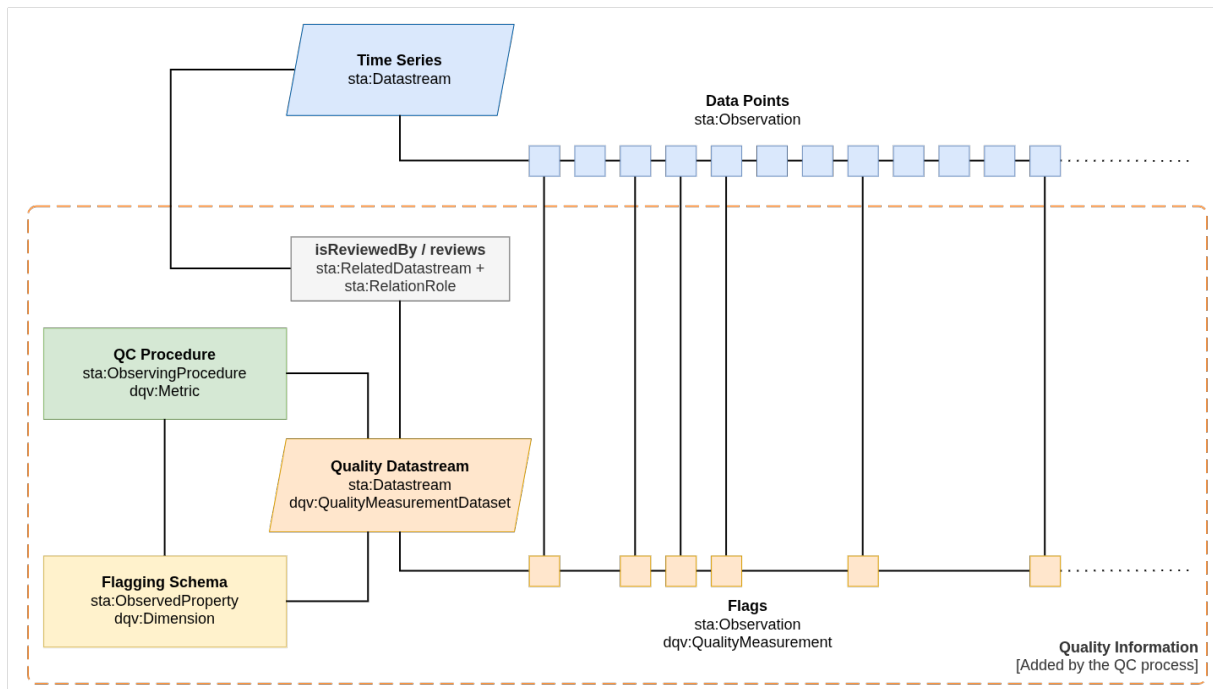 Time Series
sta:Datastream
Data Points
sta:Observation
isReviewedBy / reviews
sta:RelatedDatastream +
sta:RelationRole
QC Procedure
sta:ObservingProcedure
dqv:Metric
Quality Datastream
sta:Datastream
dqv:QualityMeasurementDataset
Flagging Schema
sta:ObservedProperty
dqv:Dimension
Flags
sta:Observation
dqv:QualityMeasurement
Quality Information
[Added by the QC process]